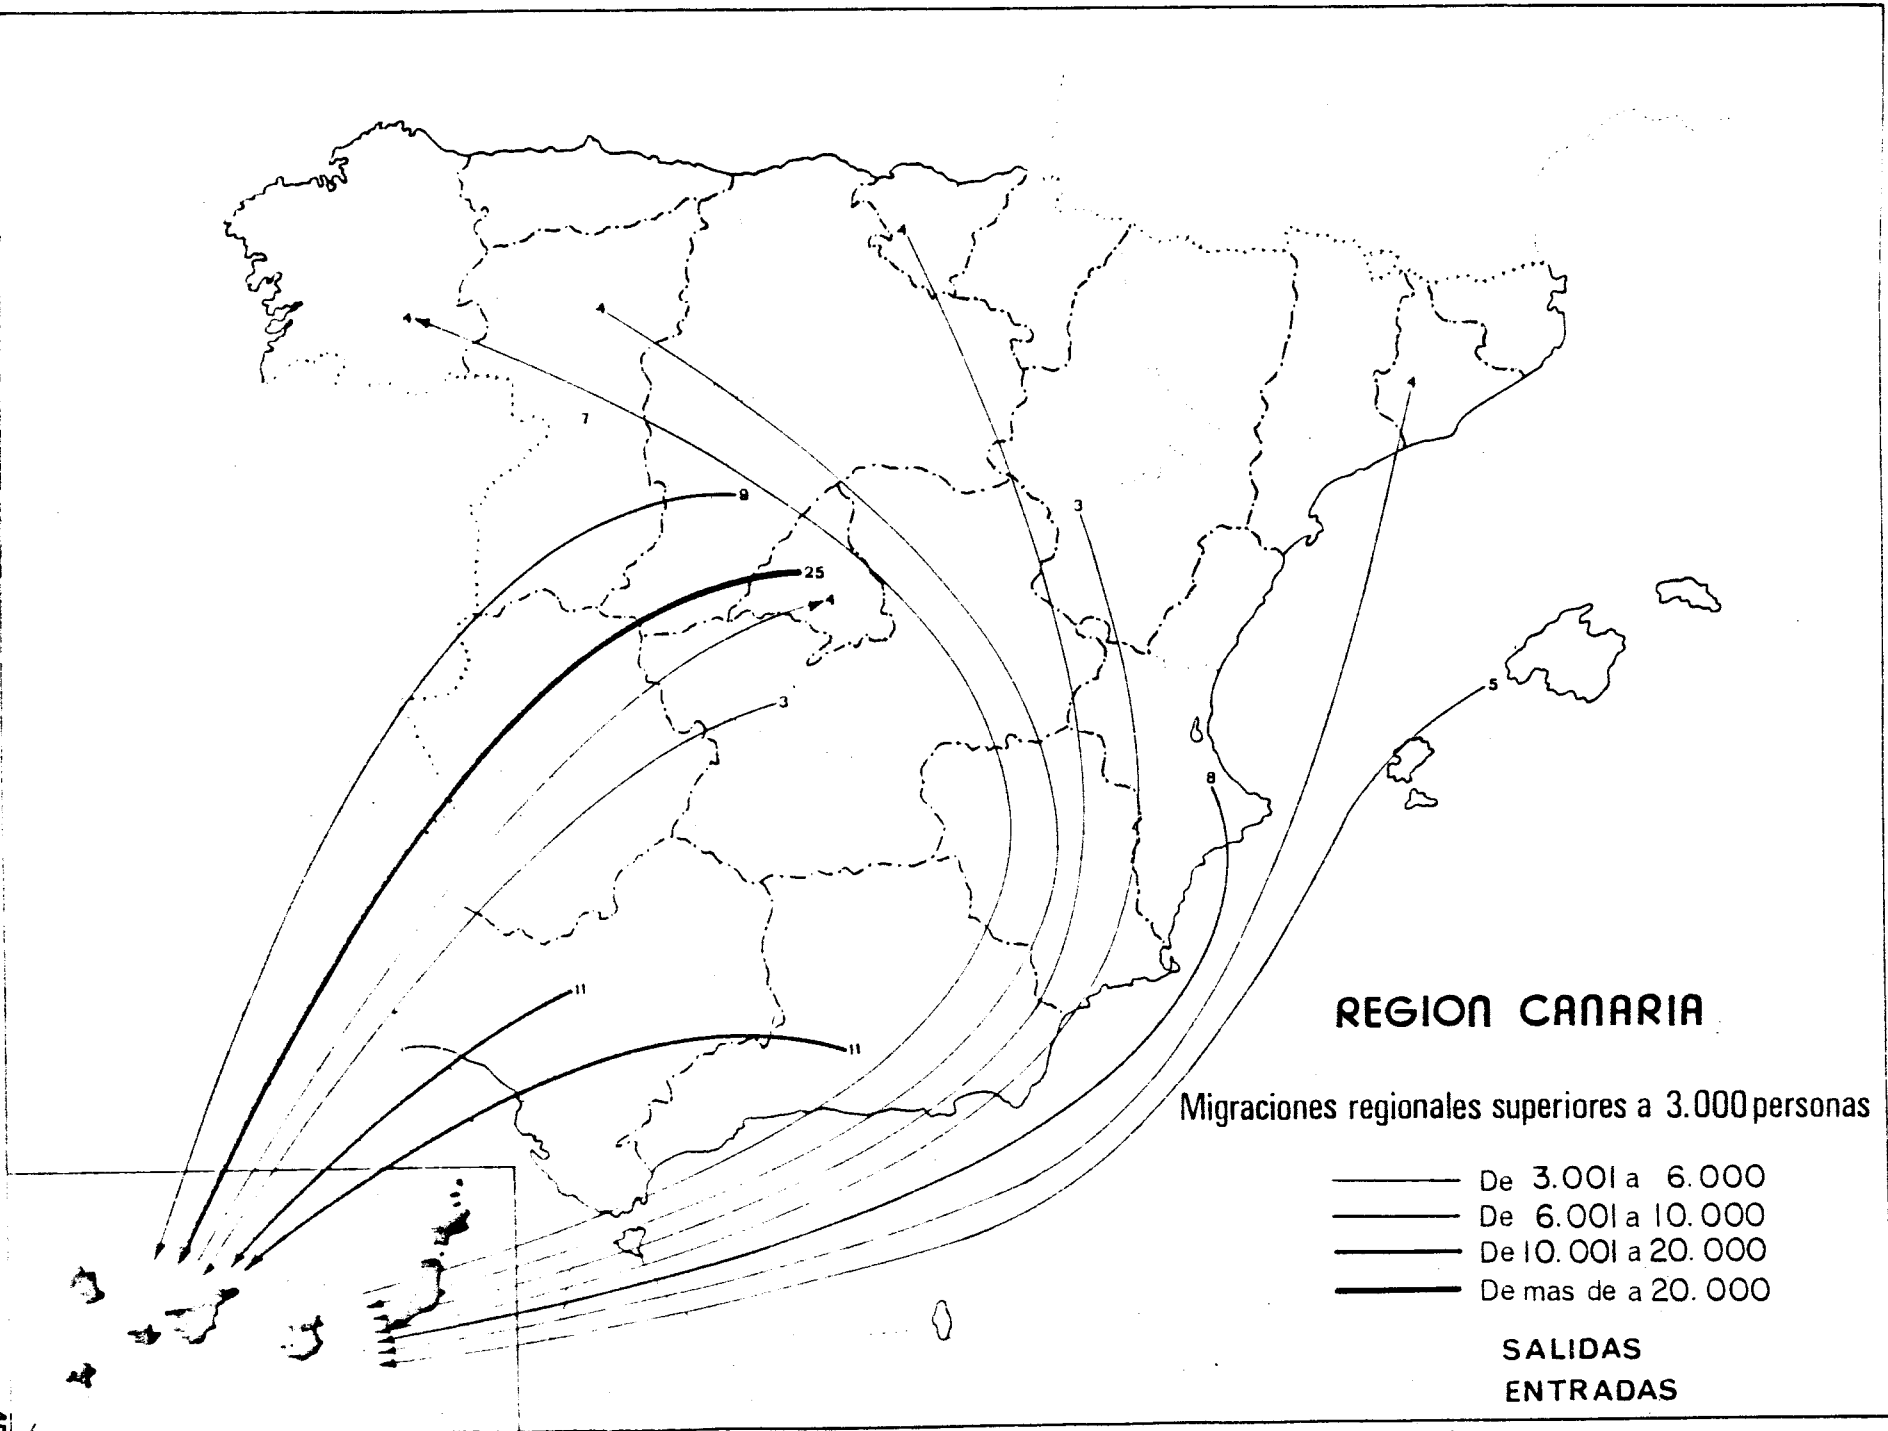 4
4
4
4
7
9
3
25
4
5
3
8
11
REGION CANARIA
11
Migraciones regionales superiores a 3.000 personas
De 3.001 a 6.000
De 6.001 a 10.000
De 10.001 a 20.000
De mas de a 20.000
SALIDAS
ENTRADAS